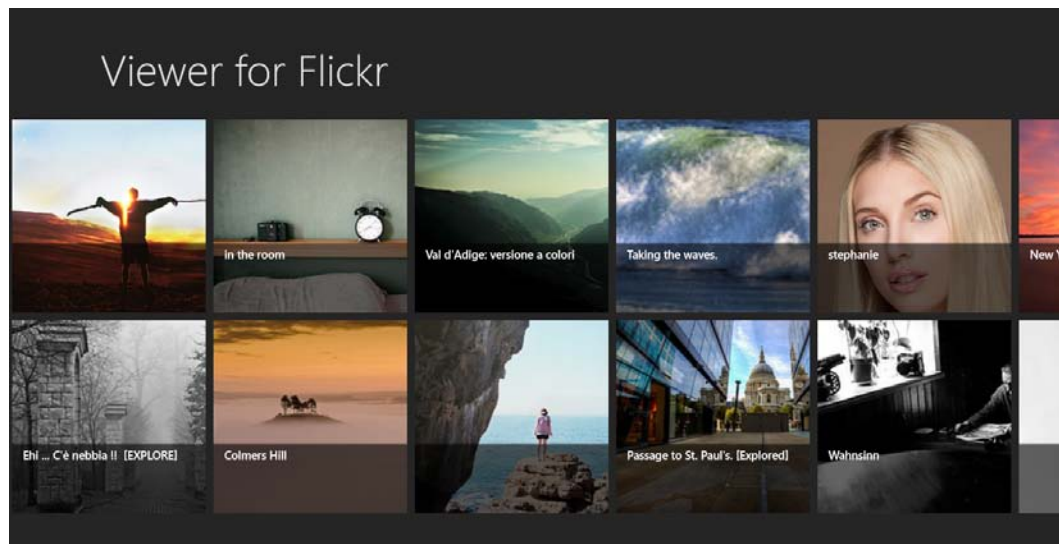 Viewer for Flickr
in the room
Val d'Adige: versione a colori
Taking the waves.
stephanie
New Y
Ehi ... C'è nebbia !! [EXPLORE]
Colmers Hill
Passage to St. Paul's. [Explored]
Wahnsinn